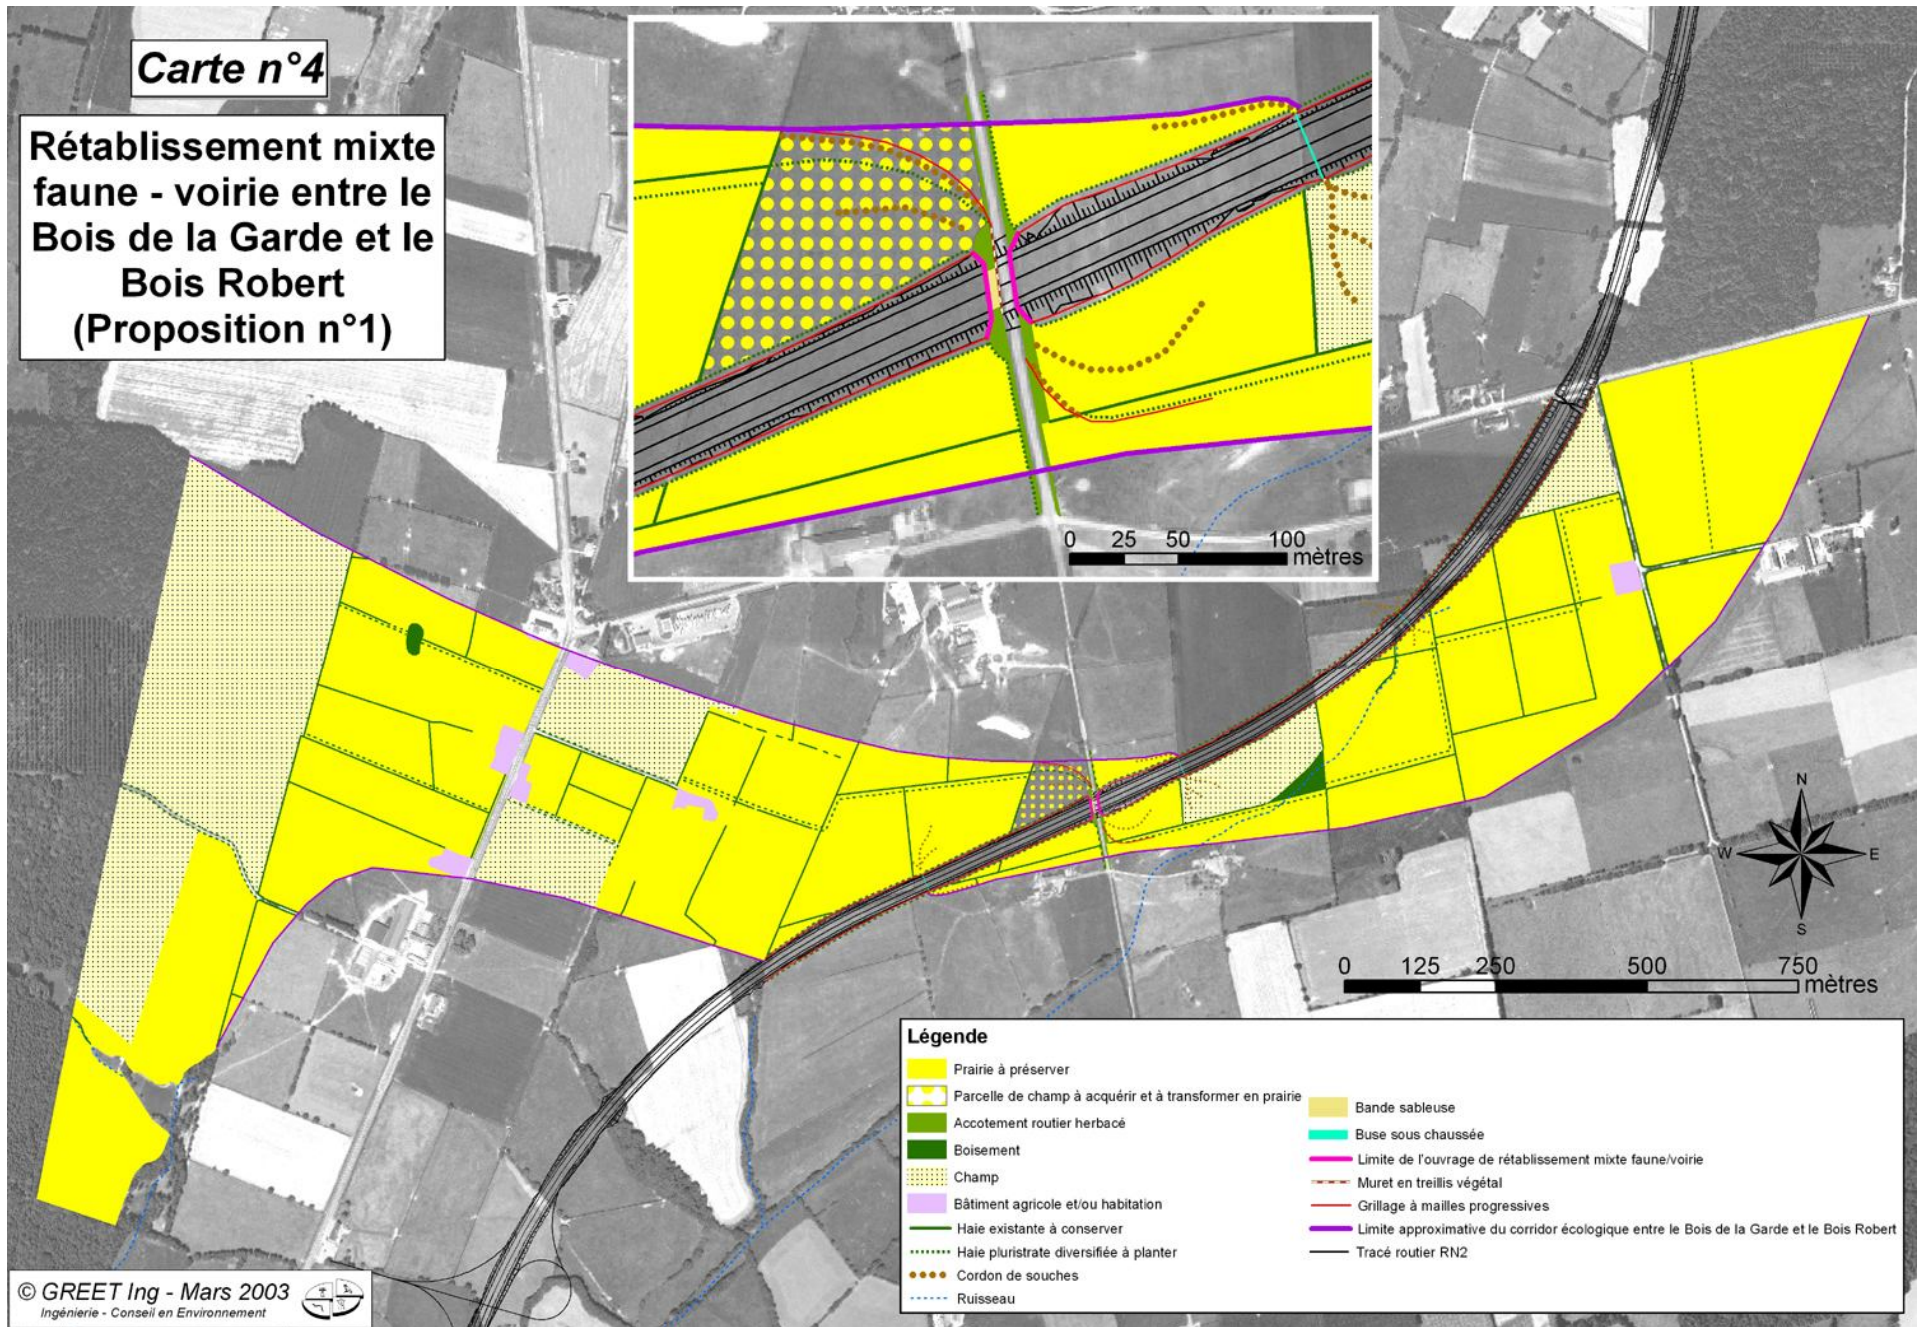 Carte n°4
Rétablissement mixte
faune - voirie entre le
Bois de la Garde et le
Bois Robert
(Proposition n°1)
0 25 50 100
mètres
N
W E
S
0 125 250 500 750
mètres
Légende
Prairie à préserver
Parcelle de champ à acquérir et à transformer en prairie
Accotement routier herbacé
Boisement
Champ
Bâtiment agricole et/ou habitation
Haie existante à conserver
Haie pluristrate diversifiée à planter
Cordon de souches
Ruisseau
Bande sableuse
Buse sous chaussée
Limite de l'ouvrage de rétablissement mixte faune/voirie
Muret en treillis végétal
Grillage à mailles progressives
Limite approximative du corridor écologique entre le Bois de la Garde et le Bois Robert
Tracé routier RN2
© GREET Ing - Mars 2003
Ingénierie - Conseil en Environnement